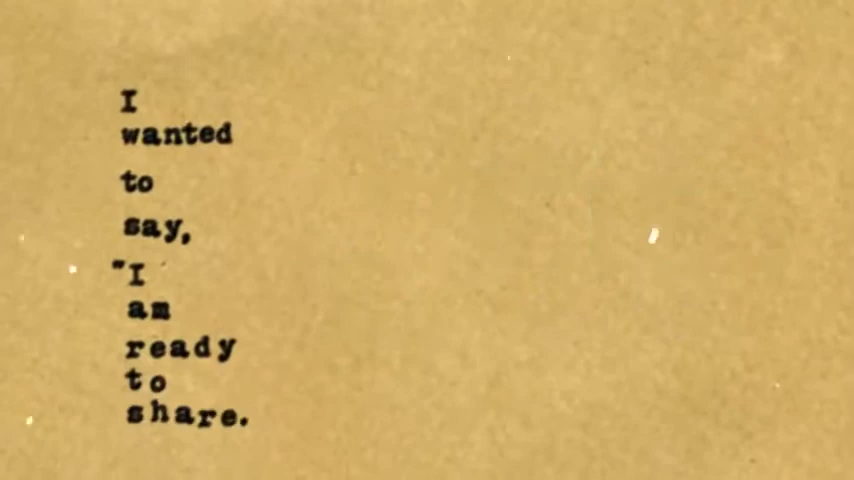 I
wanted
to
say,
"I
am
ready
to
share.